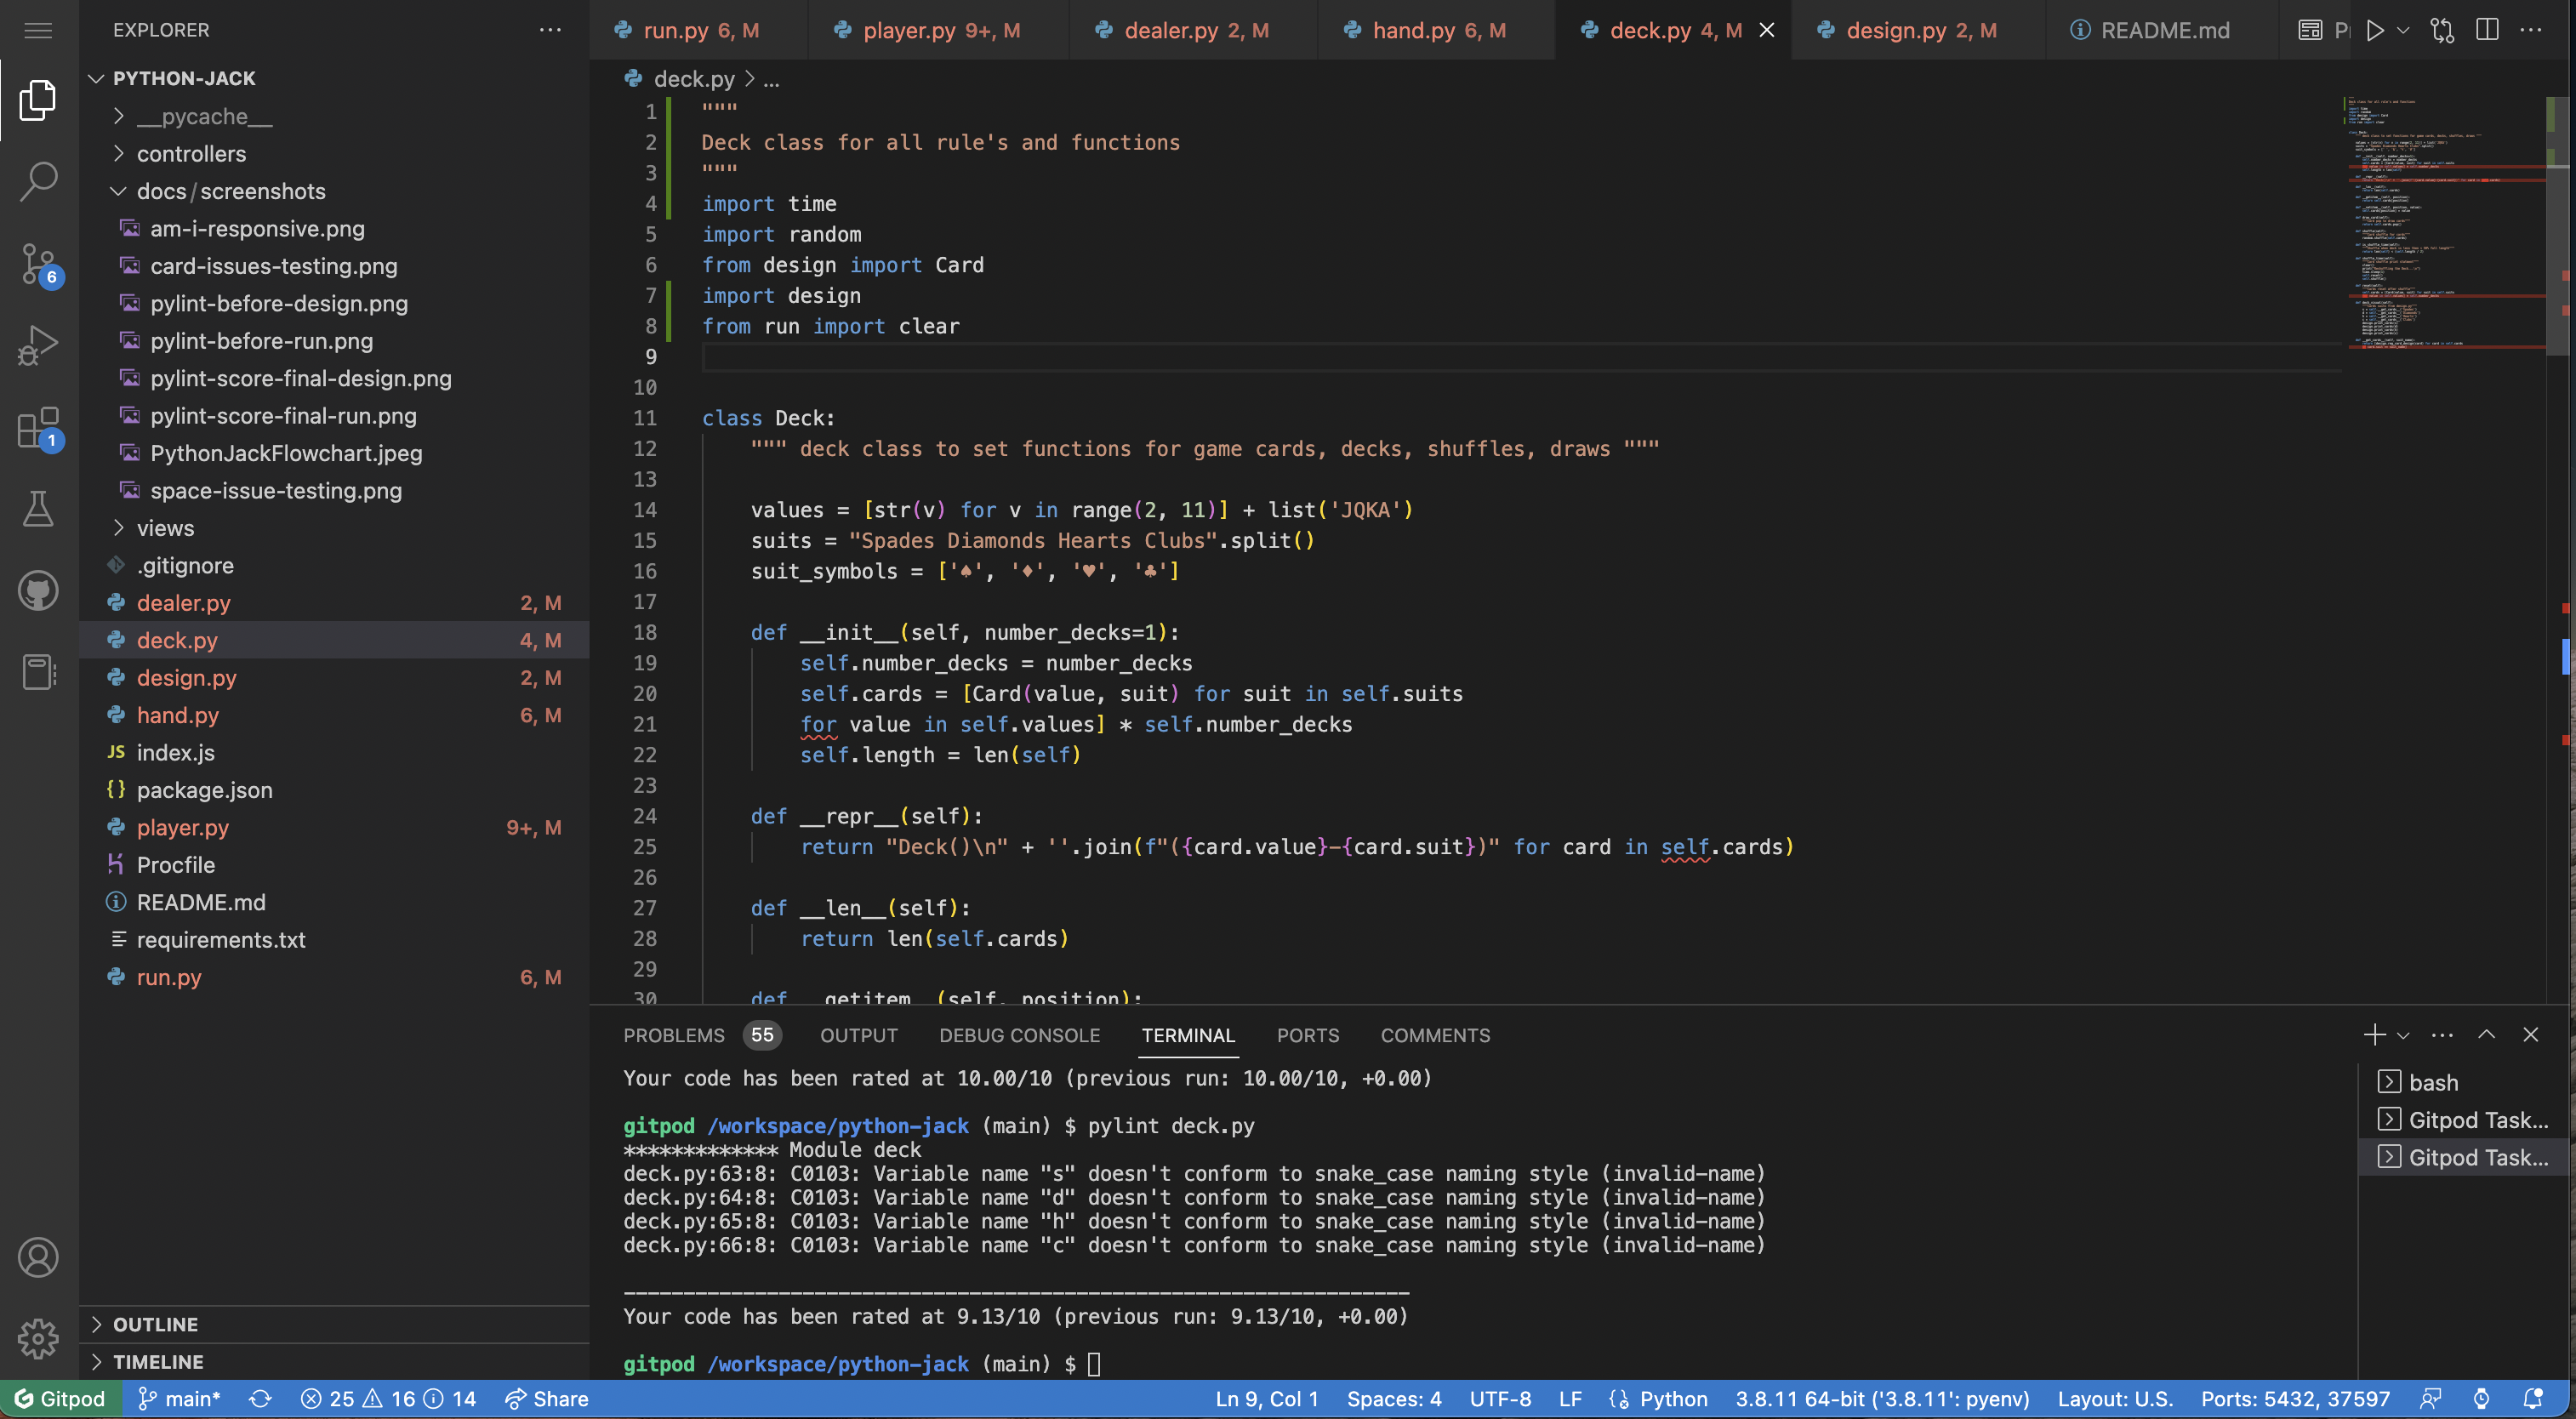 EXPLORER
run.py 6, M
player.py 9+, M
dealer.py 2, M
hand.py 6, M
deck.py 4, M
design.py 2, M
README.md
PYTHON-JACK
__pycache__
controllers
docs/screenshots
am-i-responsive.png
card-issues-testing.png
pylint-before-design.png
pylint-before-run.png
pylint-score-final-design.png
pylint-score-final-run.png
PythonJackFlowchart.jpeg
space-issue-testing.png
views
.gitignore
dealer.py 2, M
deck.py 4, M
design.py 2, M
hand.py 6, M
JS index.js
{} package.json
player.py 9+, M
Procfile
README.md
requirements.txt
run.py 6, M
OUTLINE
TIMELINE
6
1
deck.py > ...
1 """
2 Deck class for all rule's and functions
3 """
4 import time
5 import random
6 from design import Card
7 import design
8 from run import clear
9
10
11 class Deck:
12 """ deck class to set functions for game cards, decks, shuffles, draws """
13
14 values = [str(v) for v in range(2, 11)] + list('JQKA')
15 suits = "Spades Diamonds Hearts Clubs".split()
16 suit_symbols = ['♠', '♦', '♥', '♣']
17
18 def __init__(self, number_decks=1):
19 self.number_decks = number_decks
20 self.cards = [Card(value, suit) for suit in self.suits
21 for value in self.values] * self.number_decks
22 self.length = len(self)
23
24 def __repr__(self):
25 return "Deck()\n" + ''.join(f"({card.value}-{card.suit})" for card in self.cards)
26
27 def __len__(self):
28 return len(self.cards)
29
30 def __getitem__(self, position):
PROBLEMS 55 OUTPUT DEBUG CONSOLE TERMINAL PORTS COMMENTS
Your code has been rated at 10.00/10 (previous run: 10.00/10, +0.00)
gitpod /workspace/python-jack (main) $ pylint deck.py
************* Module deck
deck.py:63:8: C0103: Variable name "s" doesn't conform to snake_case naming style (invalid-name)
deck.py:64:8: C0103: Variable name "d" doesn't conform to snake_case naming style (invalid-name)
deck.py:65:8: C0103: Variable name "h" doesn't conform to snake_case naming style (invalid-name)
deck.py:66:8: C0103: Variable name "c" doesn't conform to snake_case naming style (invalid-name)
------------------------------------------------------------------
Your code has been rated at 9.13/10 (previous run: 9.13/10, +0.00)
gitpod /workspace/python-jack (main) $
bash
Gitpod Task...
Gitpod Task...
Gitpod main* 25 16 14 Share Ln 9, Col 1 Spaces: 4 UTF-8 LF Python 3.8.11 64-bit ('3.8.11': pyenv) Layout: U.S. Ports: 5432, 37597